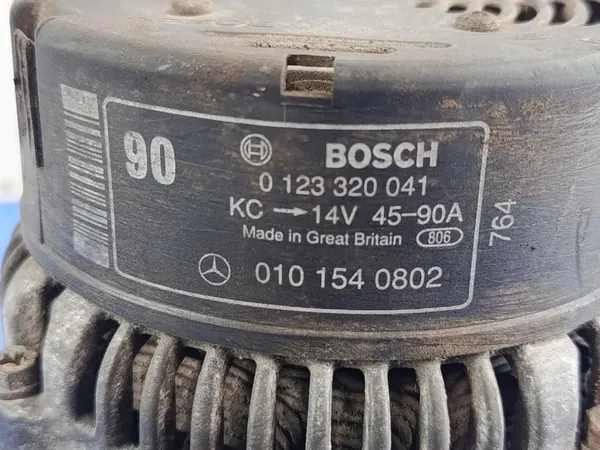 90
BOSCH
0 123 320 041
KC → 14V 45-90A
Made in Great Britain 806
010 154 0802
764